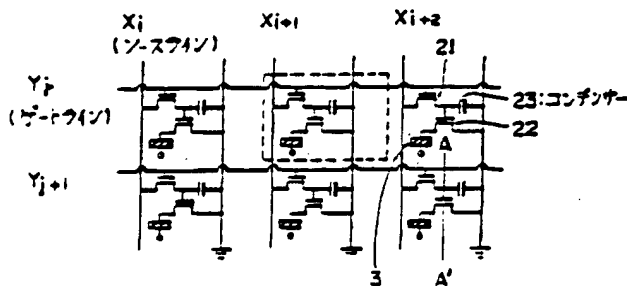 Xi Xi+1 Xi+2
(ソースライン) 21
Yj
23:コンデンサー
(ゲートライン)
22
A
Yj+1
3 A'